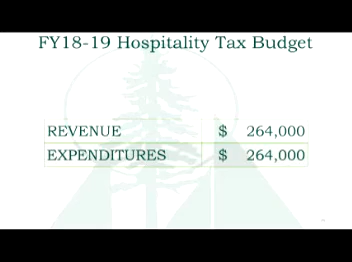 FY18-19 Hospitality Tax Budget
REVENUE $ 264,000
EXPENDITURES $ 264,000